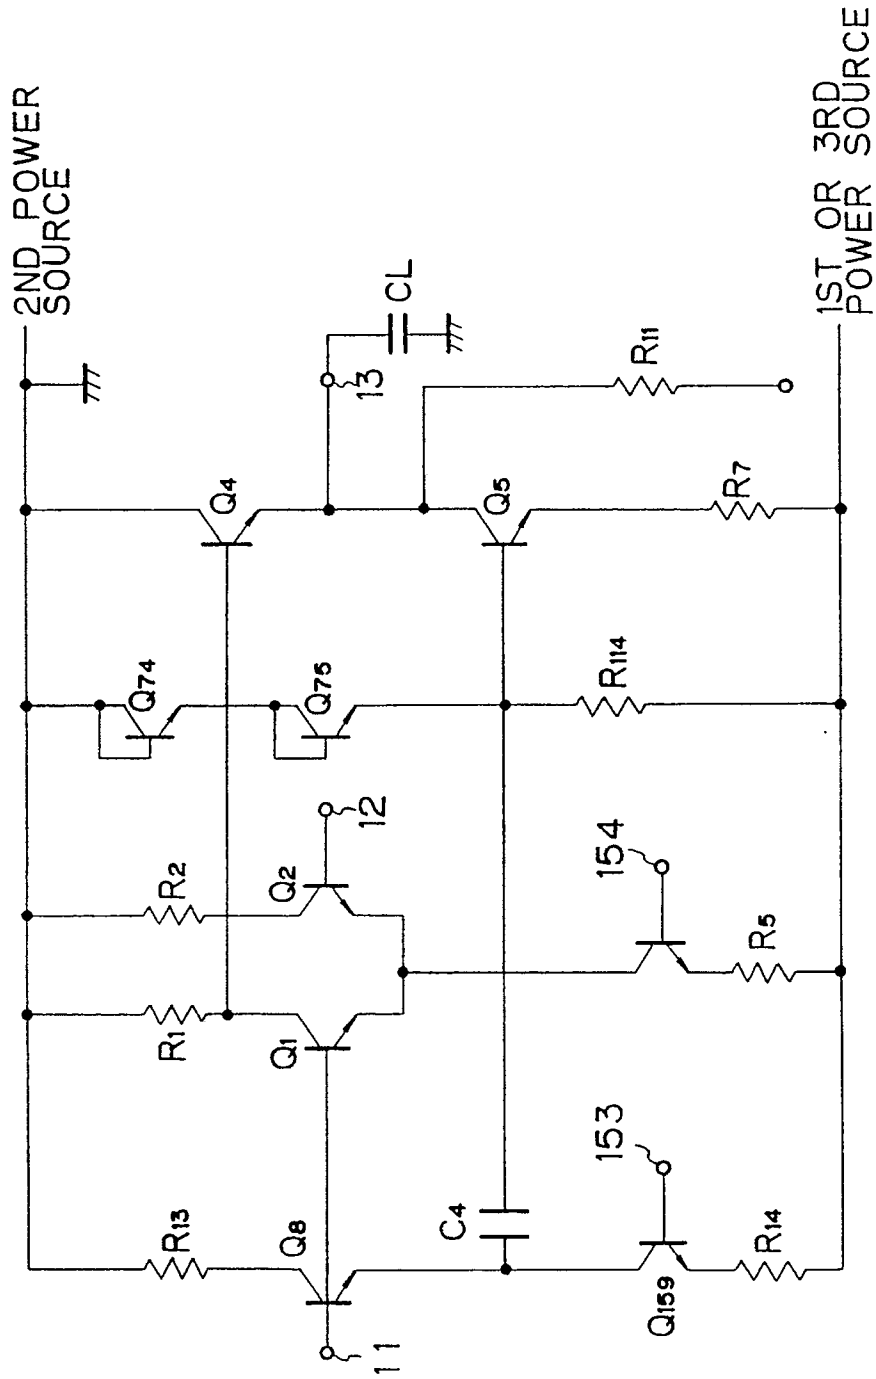 2ND POWER
SOURCE
R13
R1
R2
Q74
Q4
13
CL
Q8
Q1
Q2
12
Q75
11
C4
Q5
R11
153
154
R114
R7
Q159
R14
R5
1ST OR 3RD
POWER SOURCE